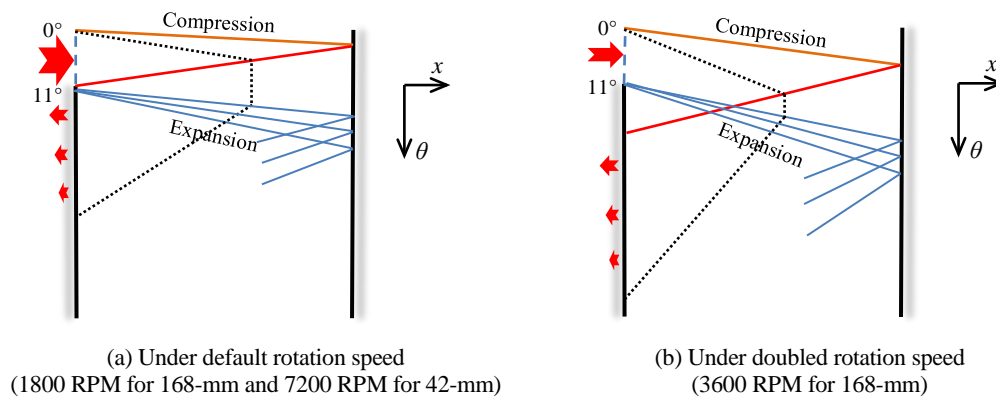 0°
Compression
x
11°
Expansion
θ
(a) Under default rotation speed
(1800 RPM for 168-mm and 7200 RPM for 42-mm)
0°
Compression
x
11°
Expansion
θ
(b) Under doubled rotation speed
(3600 RPM for 168-mm)